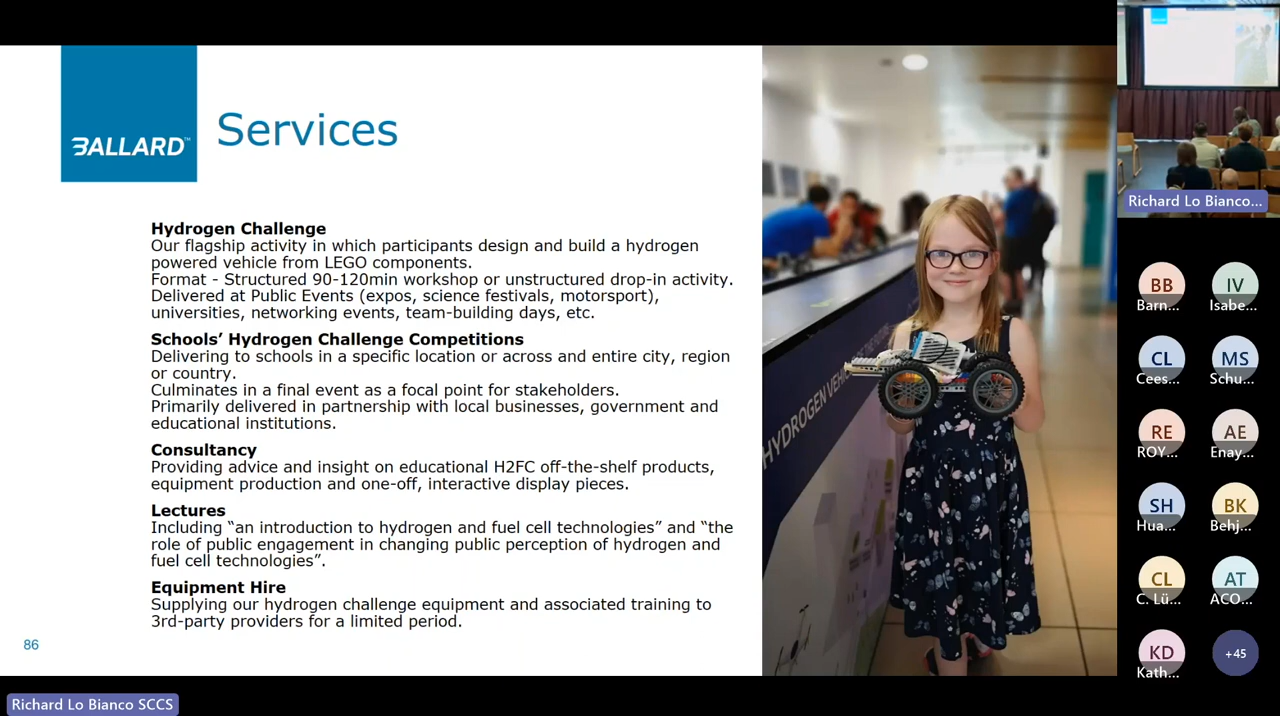 BALLARD™
Services
Hydrogen Challenge
Our flagship activity in which participants design and build a hydrogen
powered vehicle from LEGO components.
Format - Structured 90-120min workshop or unstructured drop-in activity.
Delivered at Public Events (expos, science festivals, motorsport),
universities, networking events, team-building days, etc.
Schools’ Hydrogen Challenge Competitions
Delivering to schools in a specific location or across and entire city, region
or country.
Culminates in a final event as a focal point for stakeholders.
Primarily delivered in partnership with local businesses, government and
educational institutions.
Consultancy
Providing advice and insight on educational H2FC off-the-shelf products,
equipment production and one-off, interactive display pieces.
Lectures
Including “an introduction to hydrogen and fuel cell technologies” and “the
role of public engagement in changing public perception of hydrogen and
fuel cell technologies”.
Equipment Hire
Supplying our hydrogen challenge equipment and associated training to
3rd-party providers for a limited period.
86
HYDROGEN
Richard Lo Bianco SCCS
Richard Lo Bianco...
BB
Barn...
IV
Isabe...
CL
Cees...
MS
Schu...
RE
ROY...
AE
Enay...
SH
Hua...
BK
Behj...
CL
C. Lü...
AT
ACO...
KD
Kath...
+45